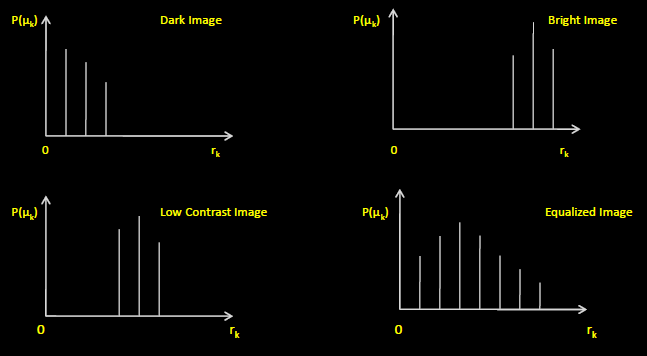 P(μk) Dark Image
0 rk
P(μk) Bright Image
0 rk
P(μk) Low Contrast Image
0 rk
P(μk) Equalized Image
0 rk